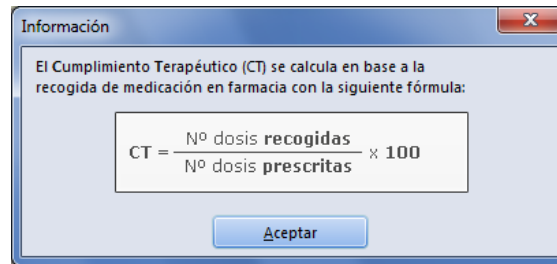 Información
El Cumplimiento Terapéutico (CT) se calcula en base a la
recogida de medicación en farmacia con la siguiente fórmula:
CT = Nº dosis recogidas / Nº dosis prescritas x 100
Aceptar